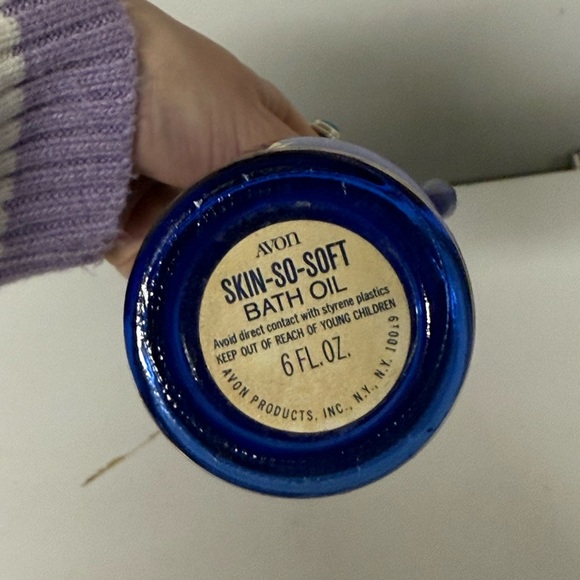 AVON
SKIN-SO-SOFT
BATH OIL
Avoid direct contact with styrene plastics
KEEP OUT OF REACH OF YOUNG CHILDREN
6 FL. OZ.
AVON PRODUCTS, INC., N.Y., N.Y. 10019